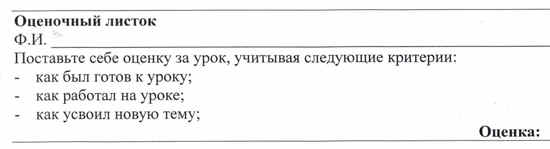 Оценочный листок
Ф.И. ___________________________________________
Поставьте себе оценку за урок, учитывая следующие критерии:
- как был готов к уроку;
- как работал на уроке;
- как усвоил новую тему;
Оценка: